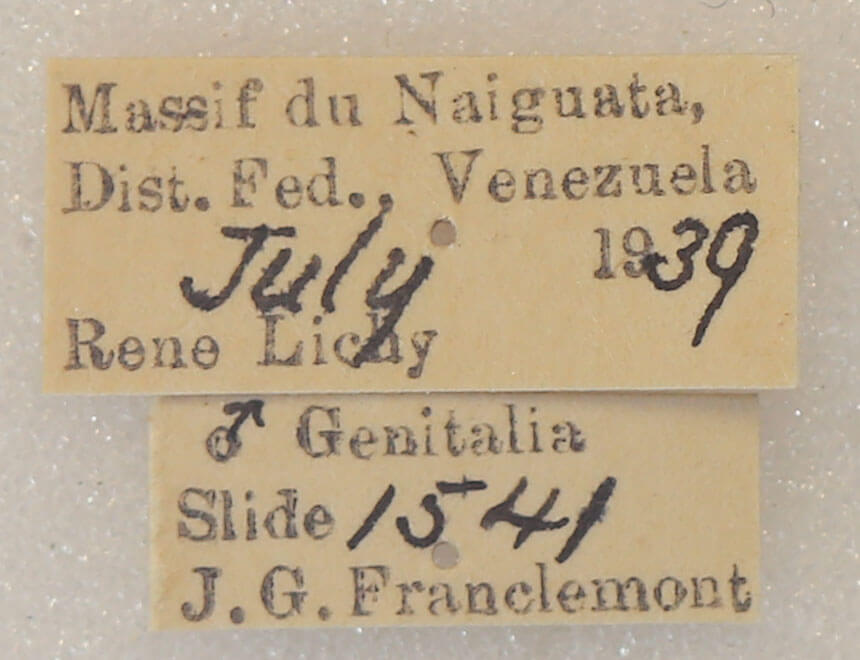 Massif du Naiguata,
Dist. Fed., Venezuela
July 1939
Rene Lichy
♂ Genitalia
Slide 1541
J. G. Franclemont